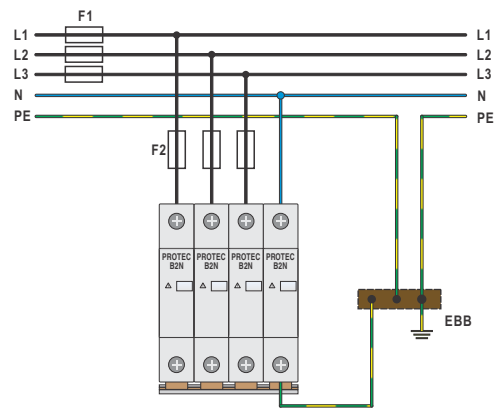 F1
L1 L1
L2 L2
L3 L3
N N
PE PE
F2
PROTEC PROTEC PROTEC PROTEC
B2N B2N B2N B2N
EBB